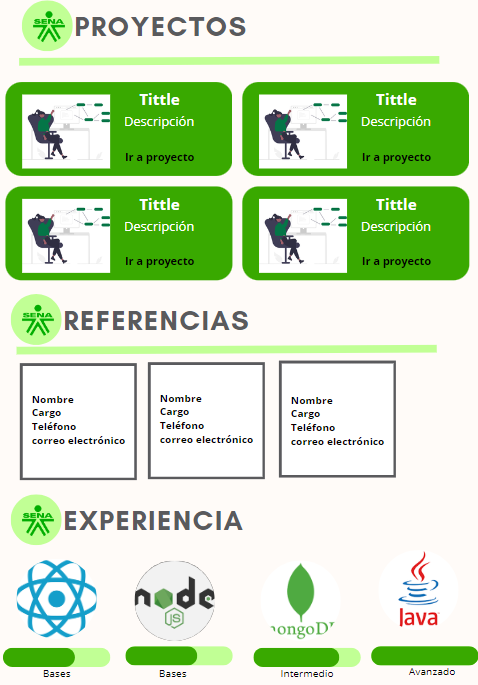 SENA
PROYECTOS
Tittle
Descripción
Ir a proyecto
Tittle
Descripción
Ir a proyecto
Tittle
Descripción
Ir a proyecto
Tittle
Descripción
Ir a proyecto
SENA
REFERENCIAS
Nombre
Cargo
Teléfono
correo electrónico
Nombre
Cargo
Teléfono
correo electrónico
Nombre
Cargo
Teléfono
correo electrónico
SENA
EXPERIENCIA
node
JS
mongoDB
Java
Bases
Bases
Intermedio
Avanzado